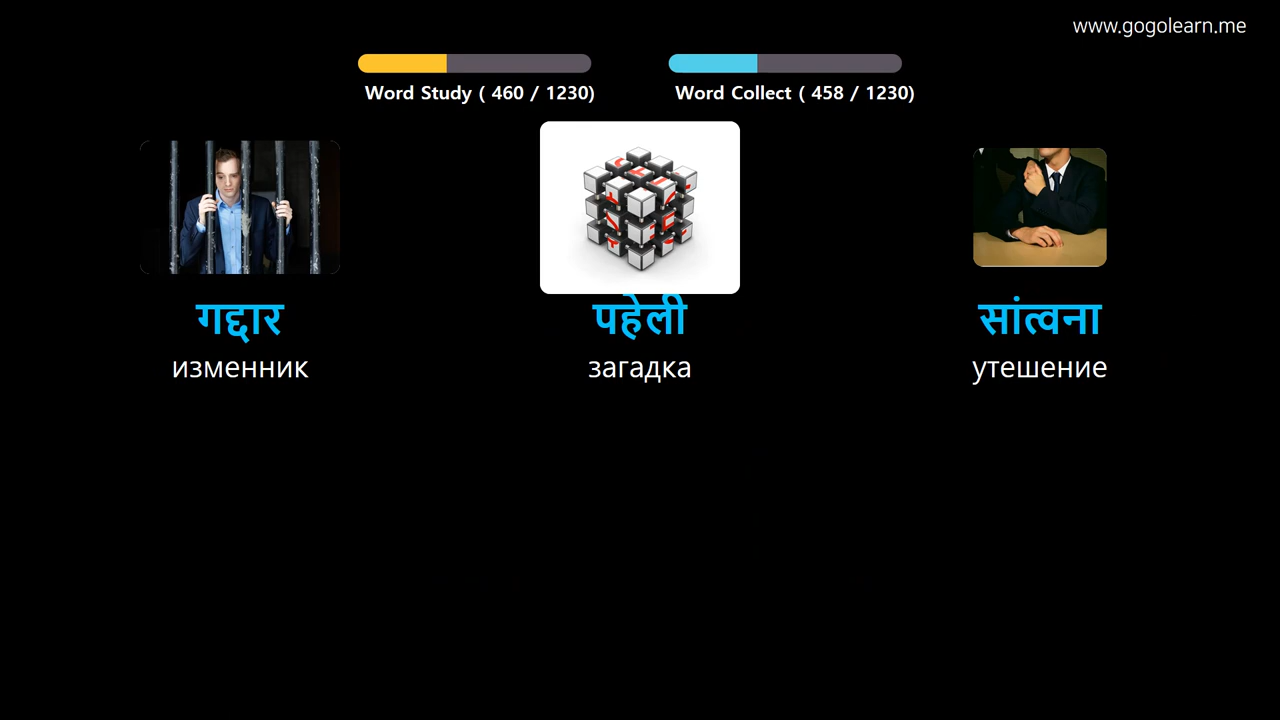 www.gogolearn.me
Word Study ( 460 / 1230)
Word Collect ( 458 / 1230)
गद्दार
पहेली
सांत्वना
изменник
загадка
утешение